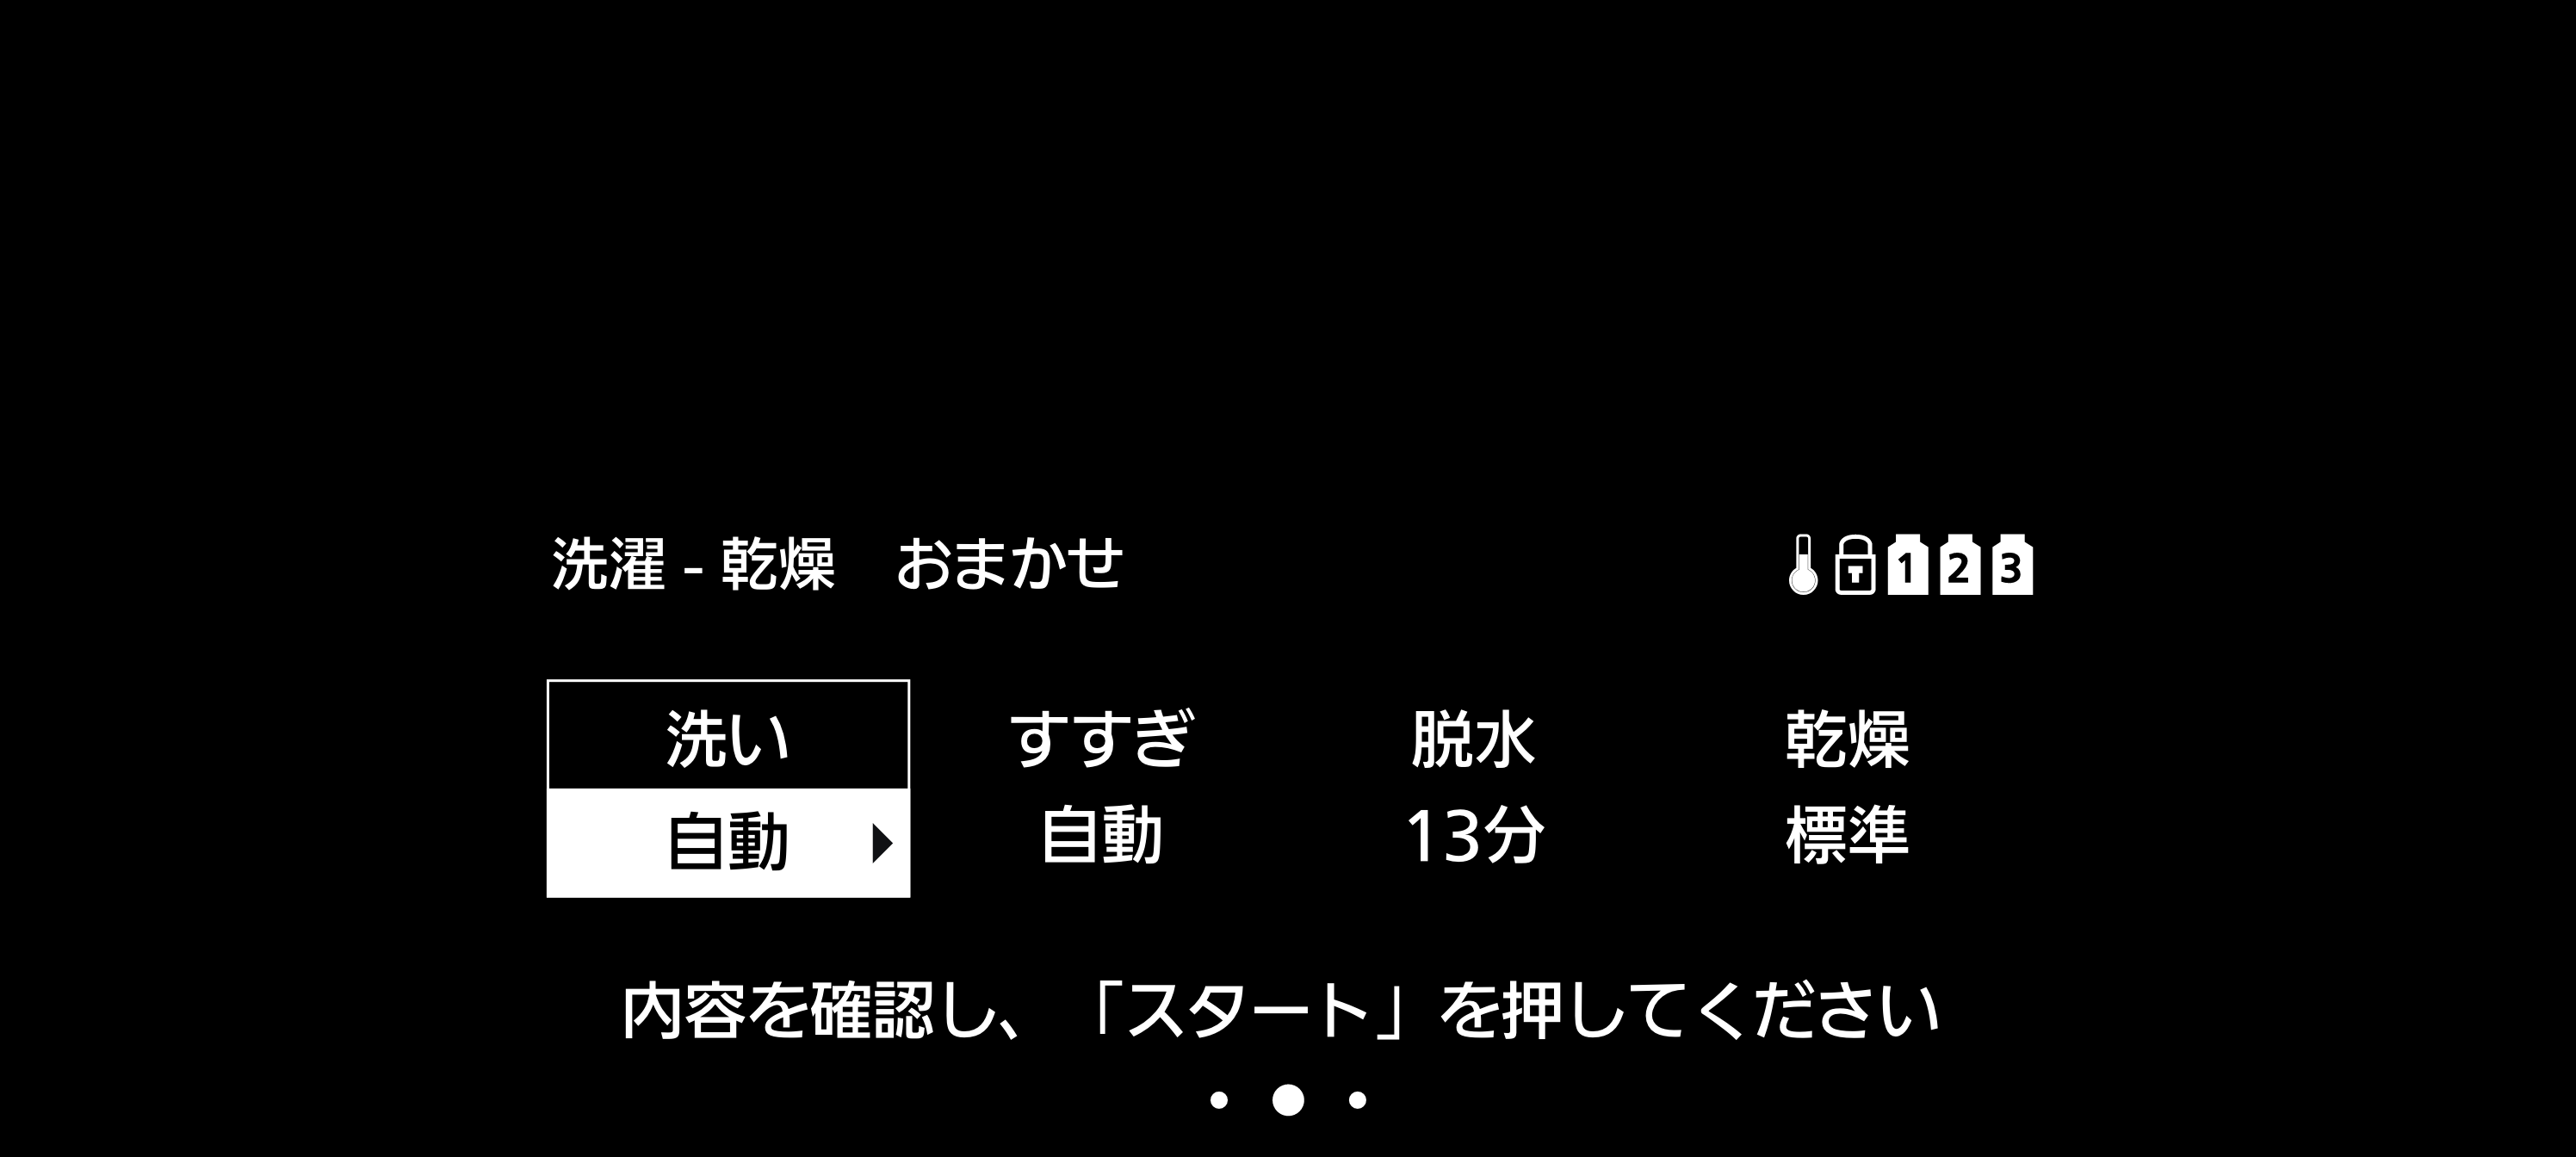 洗濯 - 乾燥　おまかせ
1 2 3
洗い すすぎ 脱水 乾燥
自動 自動 13分 標準
内容を確認し、「スタート」を押してください